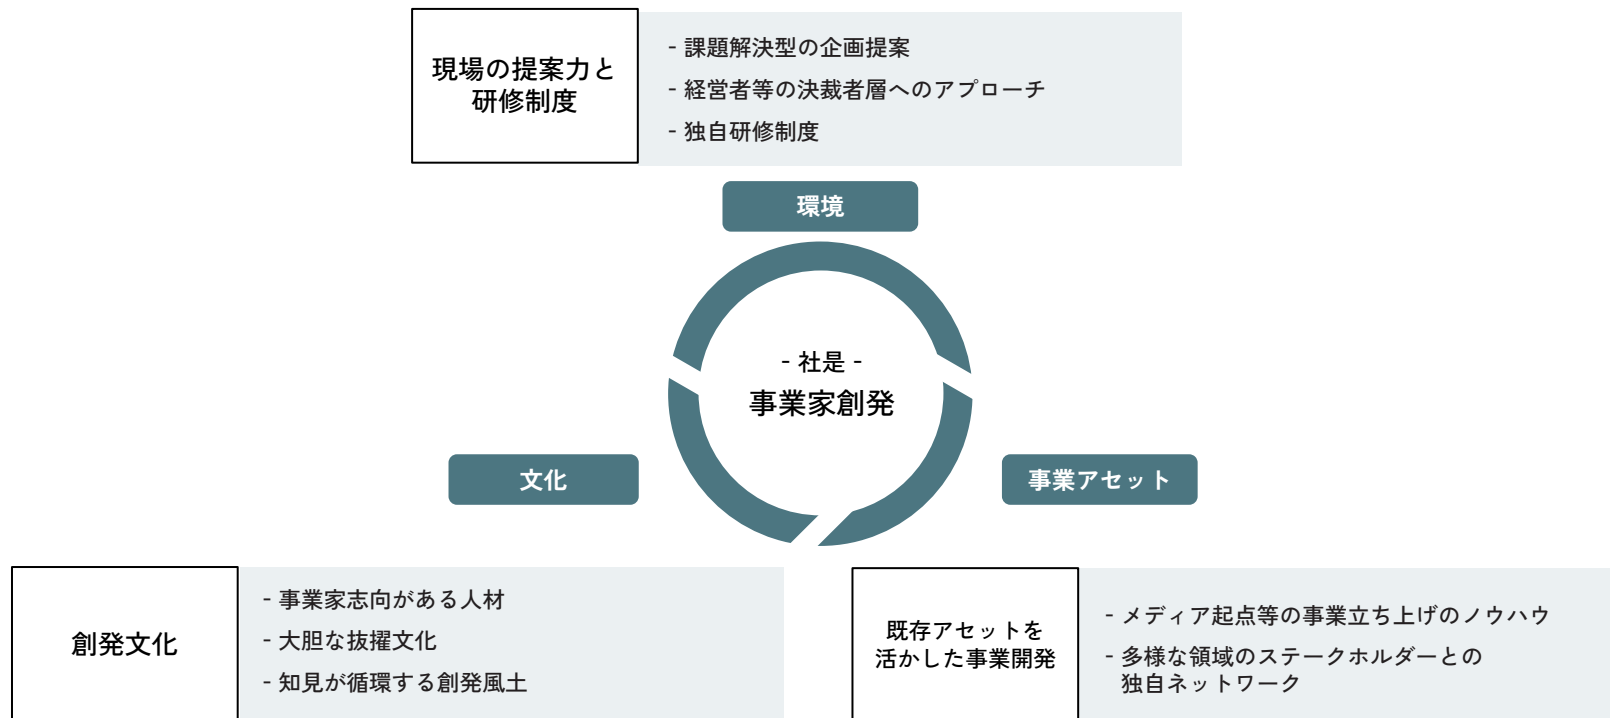 現場の提案力と
研修制度
- 課題解決型の企画提案
- 経営者等の決裁者層へのアプローチ
- 独自研修制度
環境
- 社是 -
事業家創発
文化
事業アセット
創発文化
- 事業家志向がある人材
- 大胆な抜擢文化
- 知見が循環する創発風土
既存アセットを
活かした事業開発
- メディア起点等の事業立ち上げのノウハウ
- 多様な領域のステークホルダーとの
独自ネットワーク